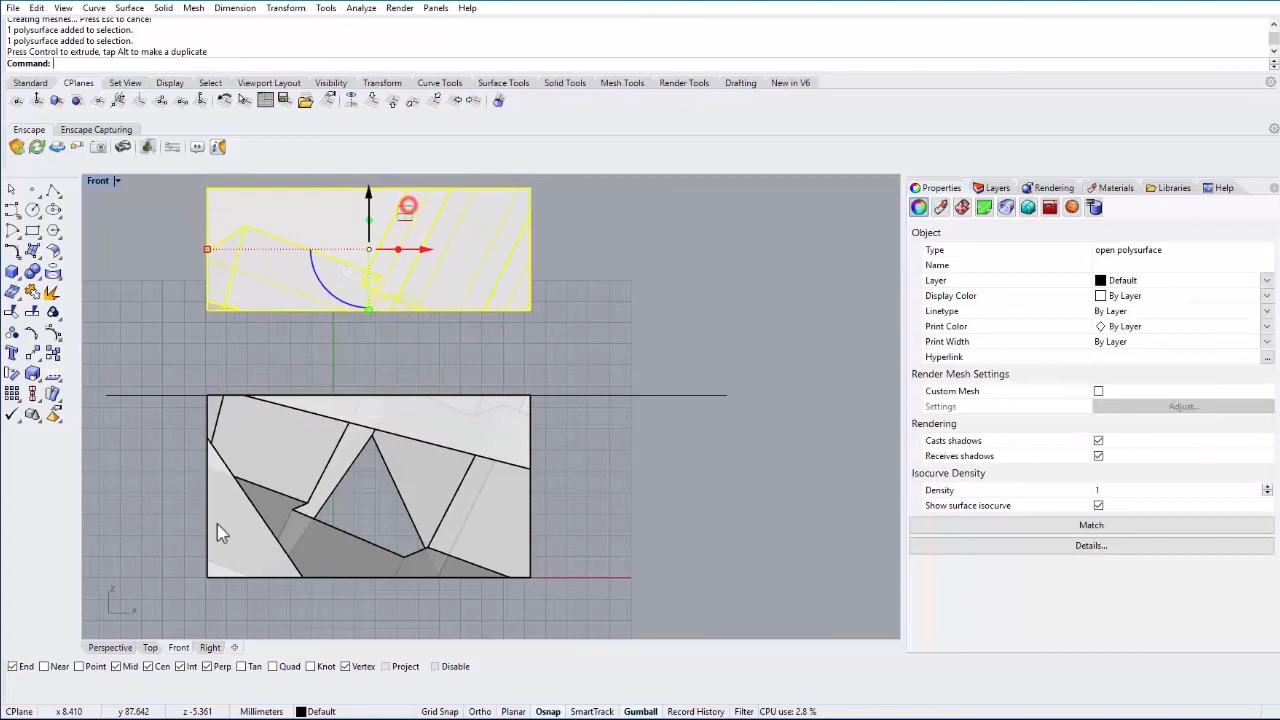 File Edit View Curve Surface Solid Mesh Dimension Transform Tools Analyze Render Panels Help
Creating meshes... Press Esc to cancel
1 polysurface added to selection.
1 polysurface added to selection.
Press Control to extrude, tap Alt to make a duplicate
Command:
Standard CPlanes Set View Display Select Viewport Layout Visibility Transform Curve Tools Surface Tools Solid Tools Mesh Tools Render Tools Drafting New in V6
Enscape Enscape Capturing
Front
Properties Layers Rendering Materials Libraries Help
Object
Type open polysurface
Name
Layer Default
Display Color By Layer
Linetype By Layer
Print Color By Layer
Print Width By Layer
Hyperlink ...
Render Mesh Settings
Custom Mesh
Settings Adjust...
Rendering
Casts shadows
Receives shadows
Isocurve Density
Density 1
Show surface isocurve
Match
Details...
z
x
Perspective Top Front Right
End Near Point Mid Cen Int Perp Tan Quad Knot Vertex Project Disable
CPlane x 8.410 y 87.642 z -5.361 Millimeters Default Grid Snap Ortho Planar Osnap SmartTrack Gumball Record History Filter CPU use: 2.8 %